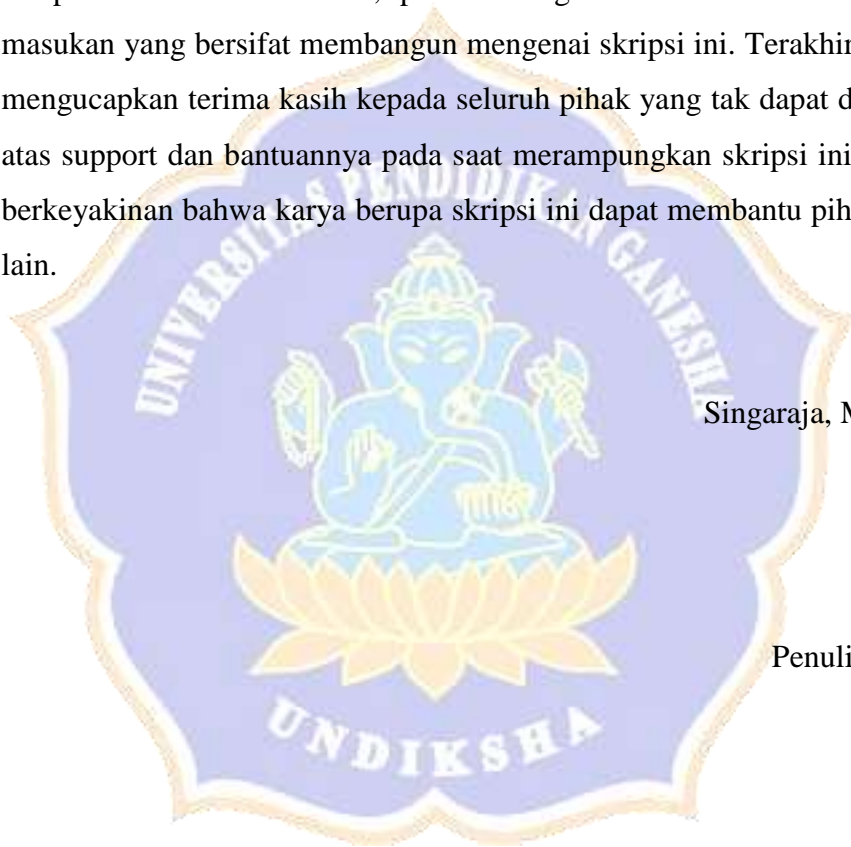 masukan yang bersifat membangun mengenai skripsi ini. Terakhir
mengucapkan terima kasih kepada seluruh pihak yang tak dapat
atas support dan bantuannya pada saat merampungkan skripsi ini
berkeyakinan bahwa karya berupa skripsi ini dapat membantu
lain.
UNIVERSITAS PENDIDIKAN GANESHA
Singaraja,
UNDIKSHA